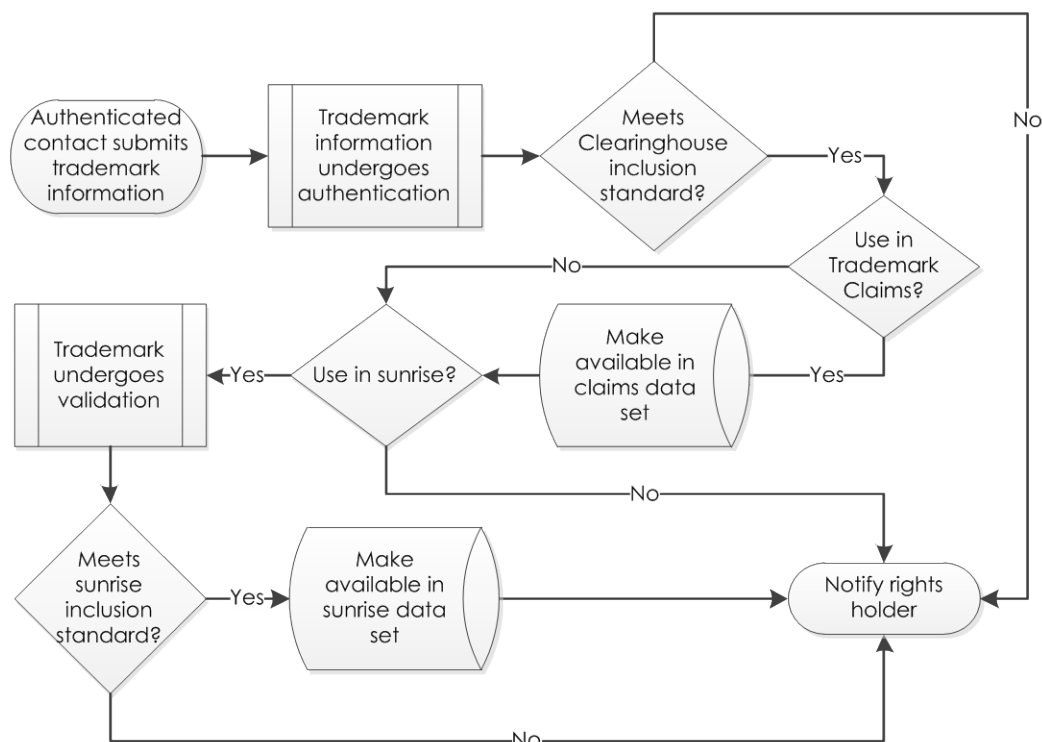 Authenticated
contact submits
trademark
information
Trademark
information
undergoes
authentication
Meets
Clearinghouse
inclusion
standard?
No
Yes
Use in
Trademark
Claims?
No
Trademark
undergoes
validation
Yes
Use in sunrise?
Make
available in
claims data
set
Yes
No
Meets
sunrise
inclusion
standard?
Yes
Make
available in
sunrise data
set
Notify rights
holder
No